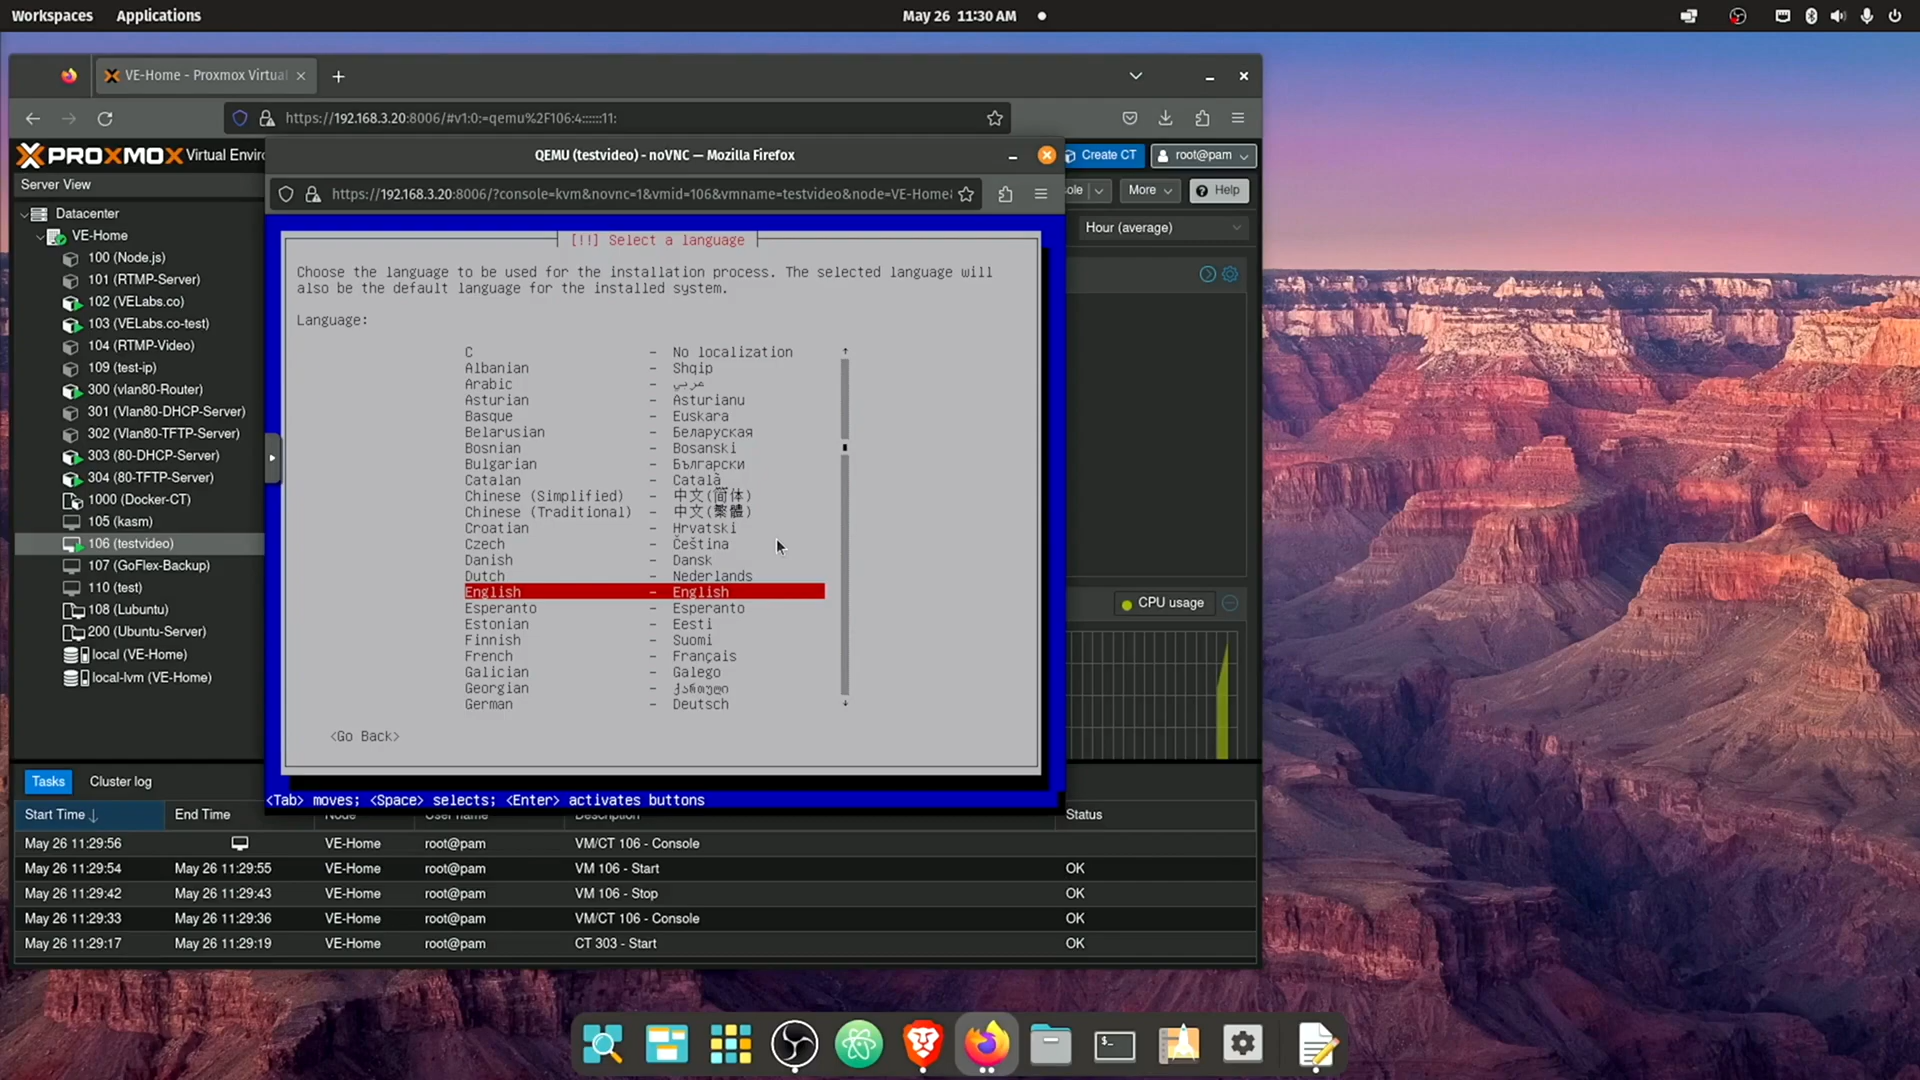 Workspaces Applications May 26 11:30 AM
VE-Home - Proxmox Virtual
https://192.168.3.20:8006/#v1:0:=qemu%2F106:4::::::11:
PROXMOX Virtual Enviro
QEMU (testvideo) - noVNC — Mozilla Firefox
Create CT root@pam
Server View
https://192.168.3.20:8006/?console=kvm&novnc=1&vmid=106&vmname=testvideo&node=VE-Home&
sole More Help
Datacenter
Hour (average)
VE-Home
100 (Node.js)
101 (RTMP-Server)
102 (VELabs.co)
103 (VELabs.co-test)
104 (RTMP-Video)
109 (test-ip)
300 (vlan80-Router)
301 (Vlan80-DHCP-Server)
302 (Vlan80-TFTP-Server)
303 (80-DHCP-Server)
304 (80-TFTP-Server)
1000 (Docker-CT)
105 (kasm)
106 (testvideo)
107 (GoFlex-Backup)
110 (test)
108 (Lubuntu)
200 (Ubuntu-Server)
local (VE-Home)
local-lvm (VE-Home)
[!!] Select a language
Choose the language to be used for the installation process. The selected language will
also be the default language for the installed system.
Language:
C - No localization
Albanian - Shqip
Arabic - عربي
Asturian - Asturianu
Basque - Euskara
Belarusian - Беларуская
Bosnian - Bosanski
Bulgarian - Български
Catalan - Català
Chinese (Simplified) - 中文(简体)
Chinese (Traditional) - 中文(繁體)
Croatian - Hrvatski
Czech - Čeština
Danish - Dansk
Dutch - Nederlands
English - English
Esperanto - Esperanto
Estonian - Eesti
Finnish - Suomi
French - Français
Galician - Galego
Georgian - ქართული
German - Deutsch
<Go Back>
<Tab> moves; <Space> selects; <Enter> activates buttons
CPU usage
Tasks Cluster log
Start Time End Time Node User name Description Status
May 26 11:29:56 VE-Home root@pam VM/CT 106 - Console
May 26 11:29:54 May 26 11:29:55 VE-Home root@pam VM 106 - Start OK
May 26 11:29:42 May 26 11:29:43 VE-Home root@pam VM 106 - Stop OK
May 26 11:29:33 May 26 11:29:36 VE-Home root@pam VM/CT 106 - Console OK
May 26 11:29:17 May 26 11:29:19 VE-Home root@pam CT 303 - Start OK
$_